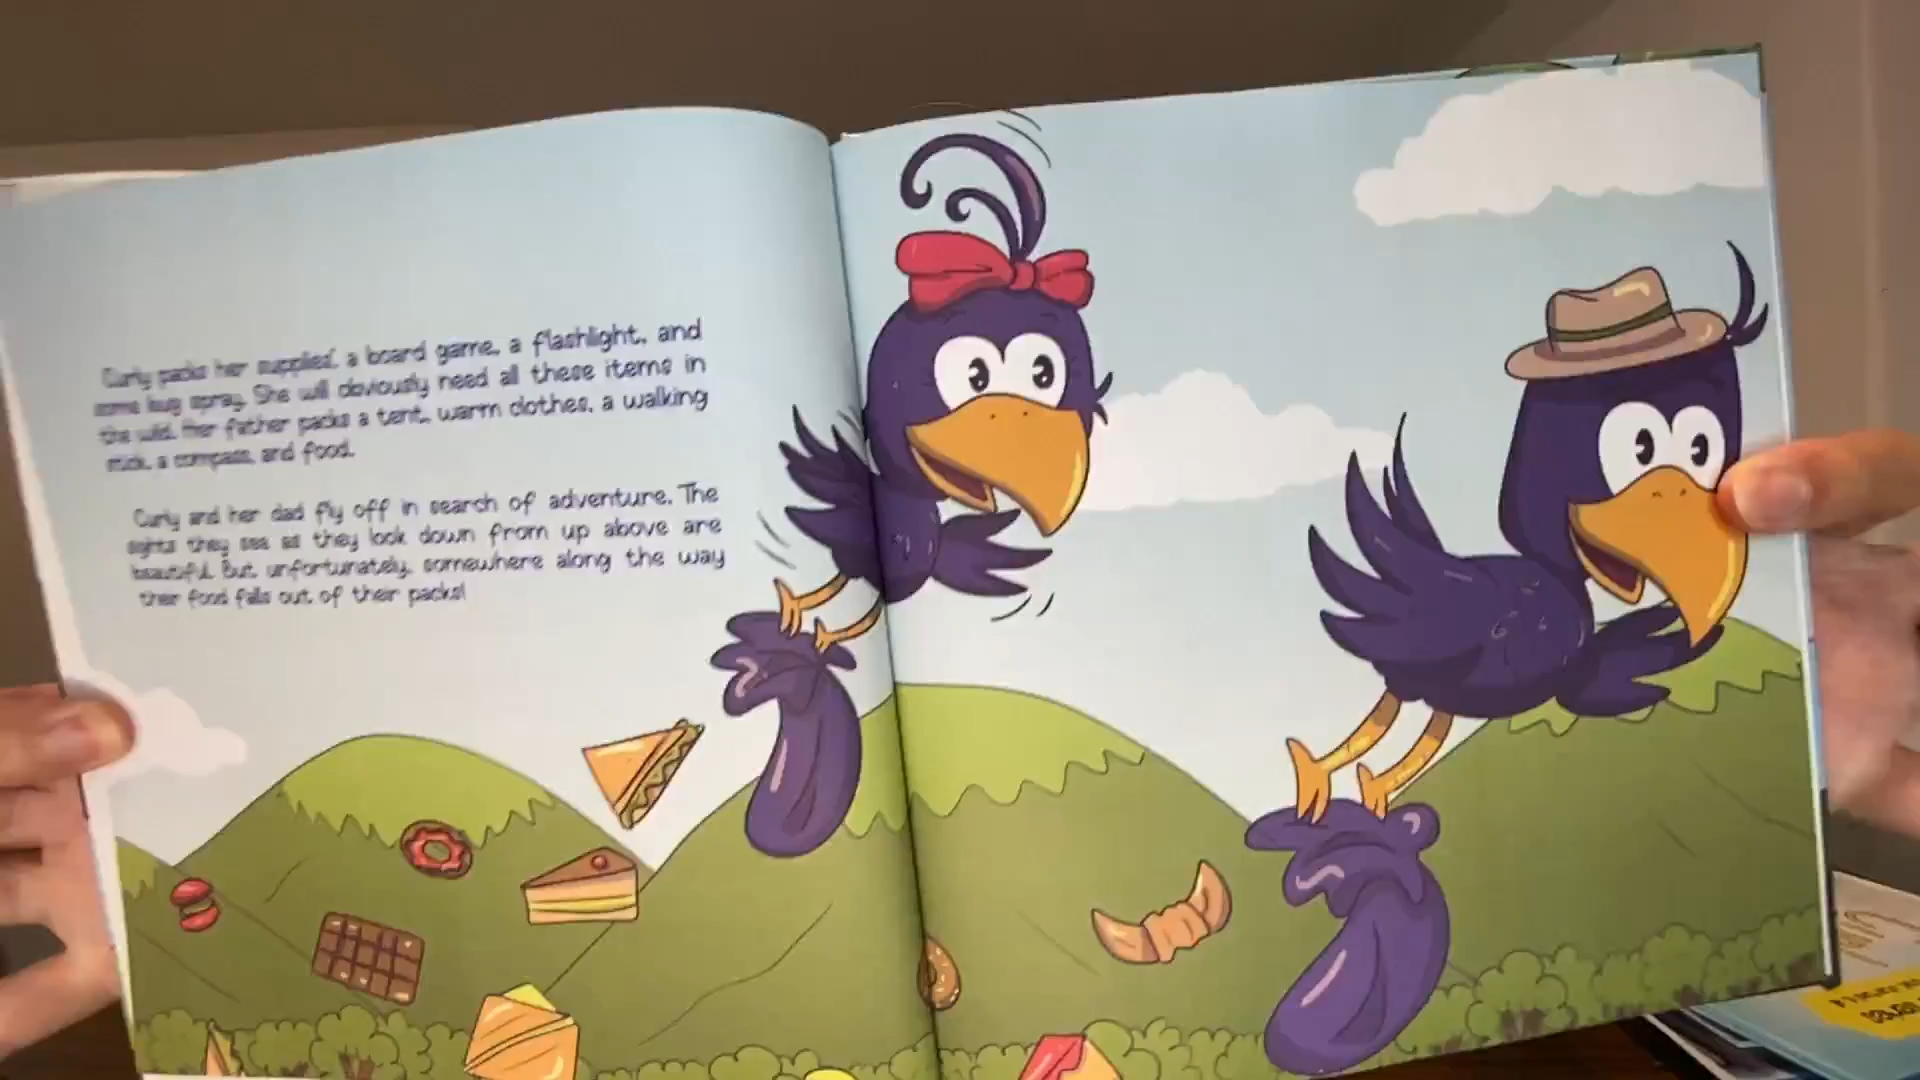 Curly packs her supplies: a board game, a flashlight, and
some bug spray. She will obviously need all these items in
the wild. Her father packs a tent, warm clothes, a walking
stick, a compass, and food.
Curly and her dad fly off in search of adventure. The
sights they see as they look down from up above are
beautiful. But, unfortunately, somewhere along the way
their food falls out of their packs!